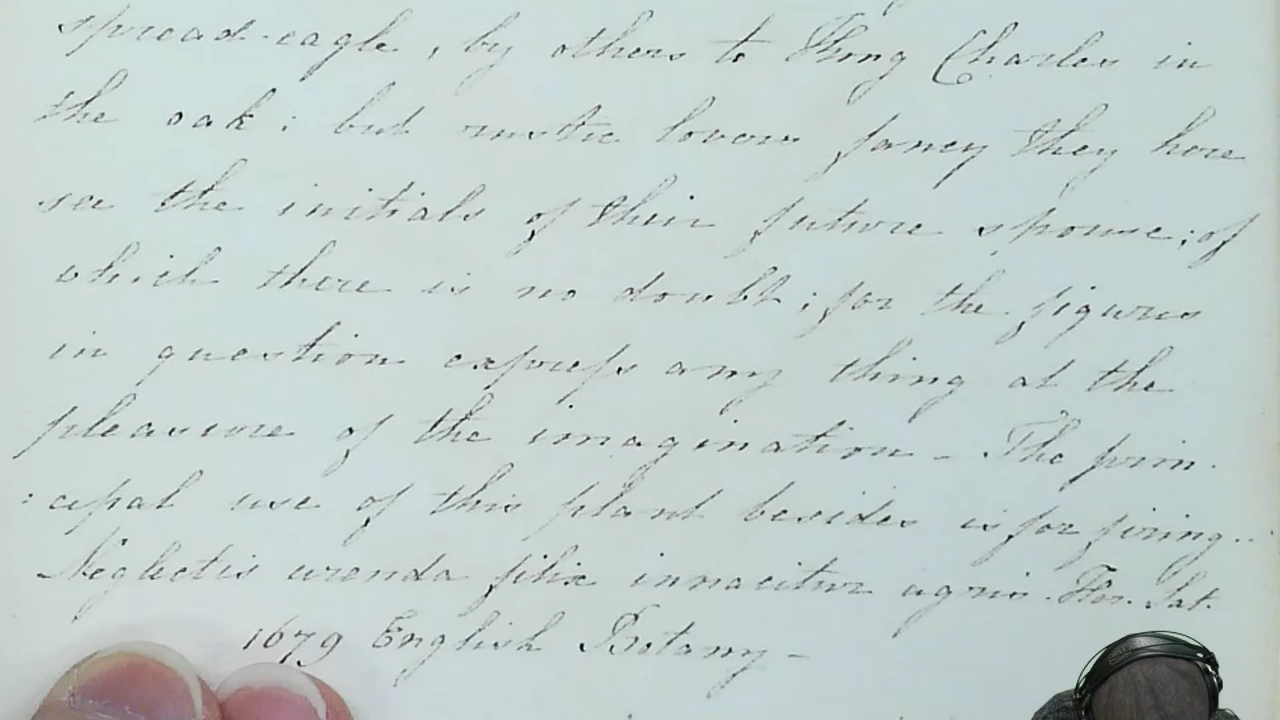 spread-eagle, by others to King Charles in
the oak: but rustic lovers fancy they here
see the initials of their future spouse; of
which there is no doubt; for the figures
in question express any thing at the
pleasure of the imagination – The prin-
:cipal use of this plant besides is for firing...
Neglectis urenda filix innascitur agris. Hor. Sat.
1679 English Botany –